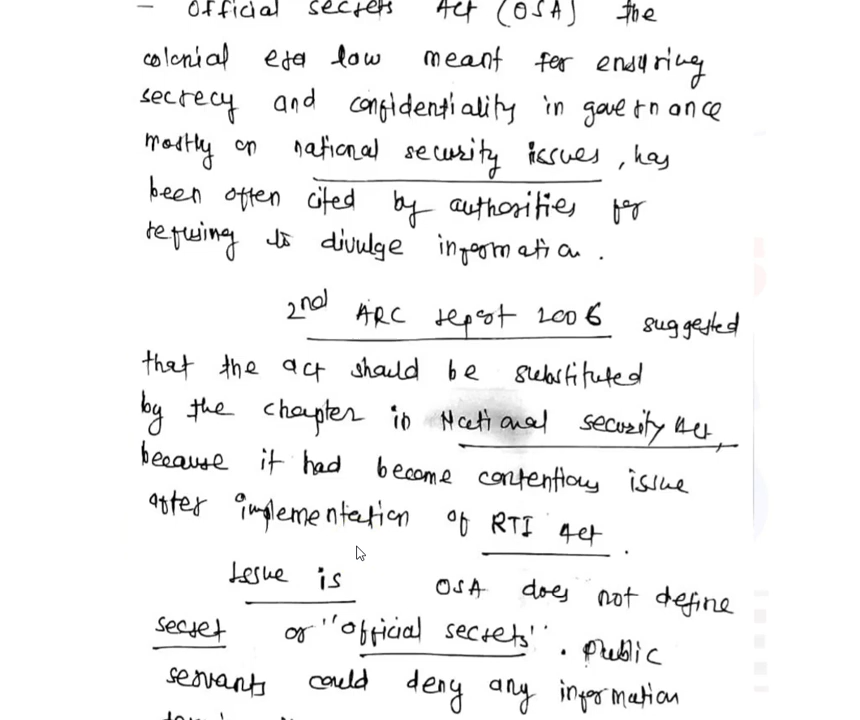 – Official secrets Act (OSA) the
colonial era law meant for ensuring
secrecy and confidentiality in governance
mostly on national security issues, has
been often cited by authorities for
refusing to divulge information.
2nd ARC report 2006 suggested
that the act should be substituted
by the chapter in National security Act,
because it had become contentious issue
after implementation of RTI Act.
Issue is OSA does not define
secret or "official secrets". Public
servants could deny any information